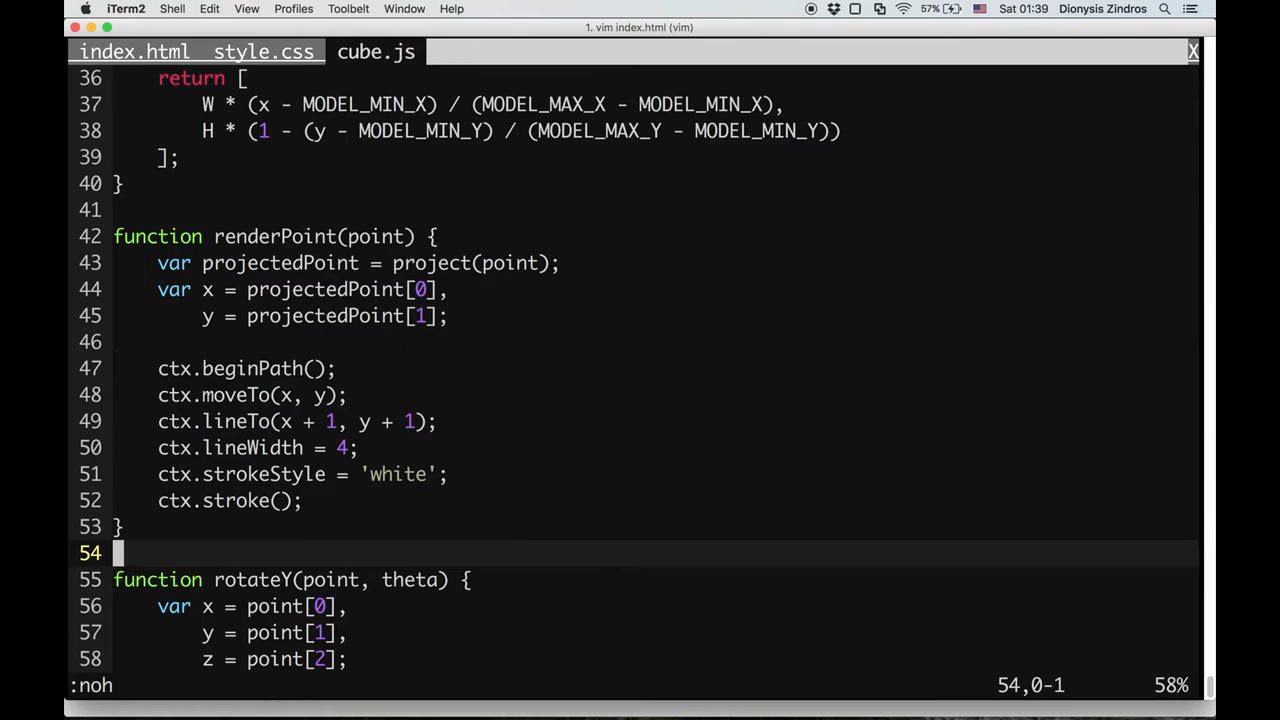 iTerm2 Shell Edit View Profiles Toolbelt Window Help 57% Sat 01:39 Dionysis Zindros
1. vim index.html (vim)
index.html style.css cube.js X
36     return [
37         W * (x - MODEL_MIN_X) / (MODEL_MAX_X - MODEL_MIN_X),
38         H * (1 - (y - MODEL_MIN_Y) / (MODEL_MAX_Y - MODEL_MIN_Y))
39     ];
40 }
41
42 function renderPoint(point) {
43     var projectedPoint = project(point);
44     var x = projectedPoint[0],
45         y = projectedPoint[1];
46
47     ctx.beginPath();
48     ctx.moveTo(x, y);
49     ctx.lineTo(x + 1, y + 1);
50     ctx.lineWidth = 4;
51     ctx.strokeStyle = 'white';
52     ctx.stroke();
53 }
54
55 function rotateY(point, theta) {
56     var x = point[0],
57         y = point[1],
58         z = point[2];
:noh 54,0-1 58%